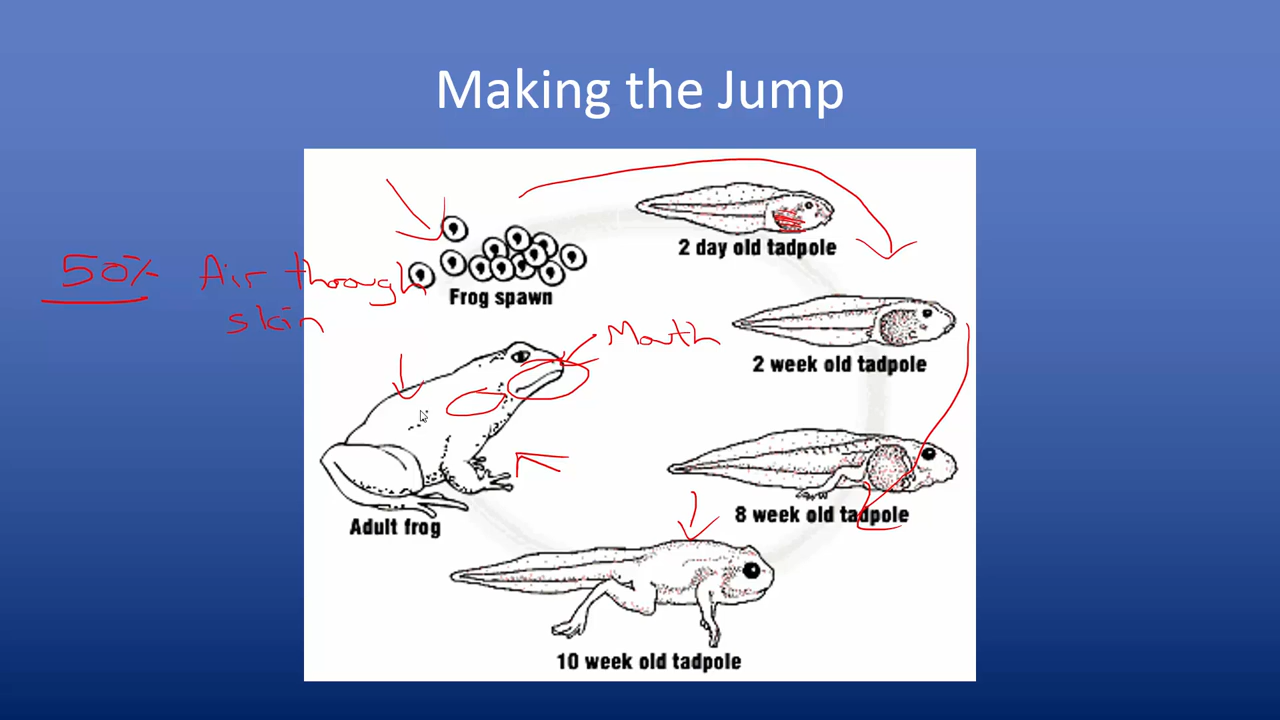 Making the Jump
2 day old tadpole
Frog spawn
50% Air through
skin
Mouth
2 week old tadpole
8 week old tadpole
Adult frog
10 week old tadpole